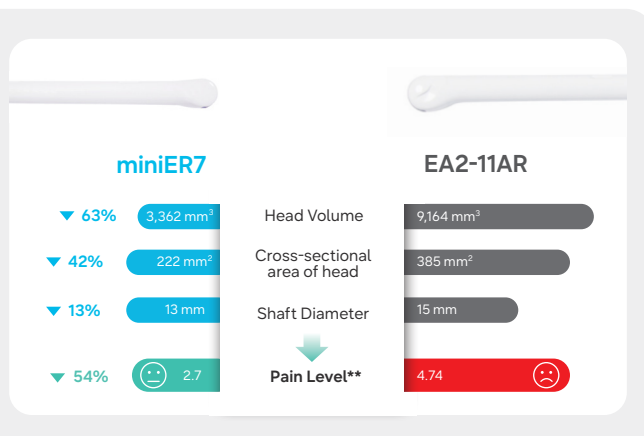 miniER7
EA2-11AR
▼ 63%
3,362 mm³
Head Volume
9,164 mm³
▼ 42%
222 mm²
Cross-sectional
area of head
385 mm²
▼ 13%
13 mm
Shaft Diameter
15 mm
▼ 54%
2.7
Pain Level**
4.74